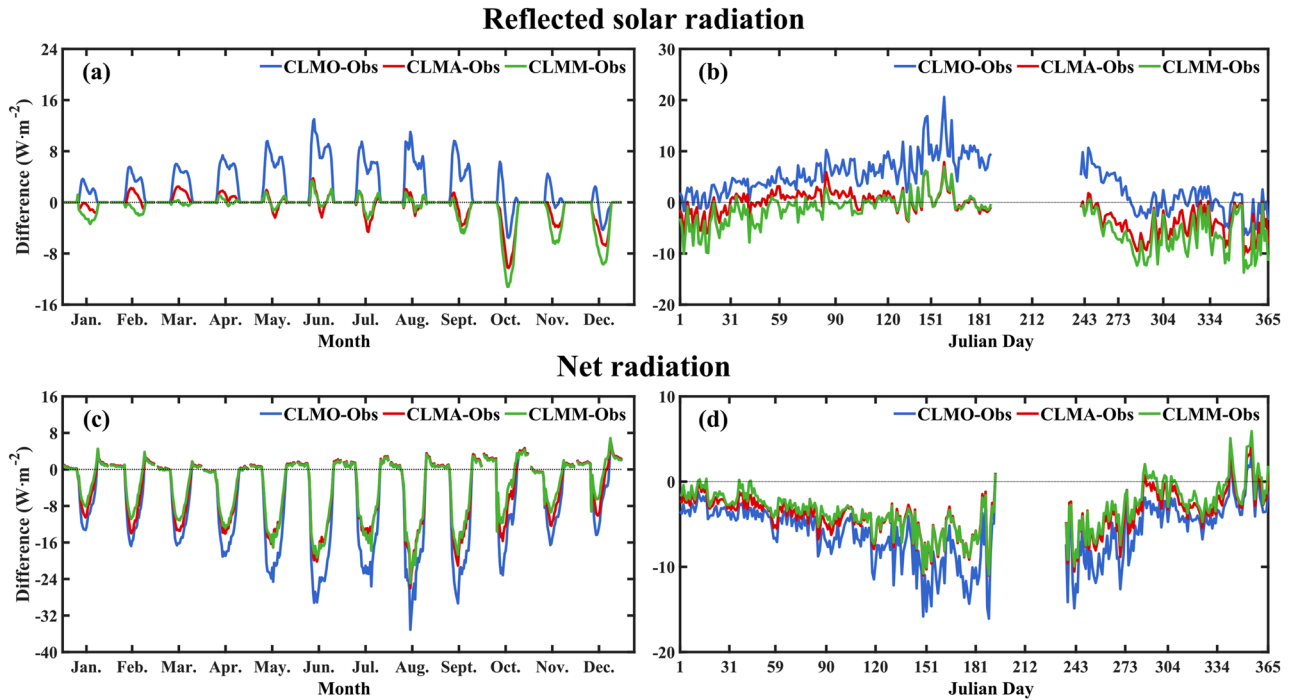 Reflected solar radiation
(a)
CLMO-Obs CLMA-Obs CLMM-Obs
24
16
8
0
-8
-16
Difference (W·m⁻²)
Jan. Feb. Mar. Apr. May. Jun. Jul. Aug. Sept. Oct. Nov. Dec.
Month
(b)
CLMO-Obs CLMA-Obs CLMM-Obs
30
20
10
0
-10
-20
1 31 59 90 120 151 181 212 243 273 304 334 365
Julian Day
Net radiation
(c)
CLMO-Obs CLMA-Obs CLMM-Obs
16
8
0
-8
-16
-24
-32
-40
Difference (W·m⁻²)
Jan. Feb. Mar. Apr. May. Jun. Jul. Aug. Sept. Oct. Nov. Dec.
Month
(d)
CLMO-Obs CLMA-Obs CLMM-Obs
10
0
-10
-20
1 31 59 90 120 151 181 212 243 273 304 334 365
Julian Day